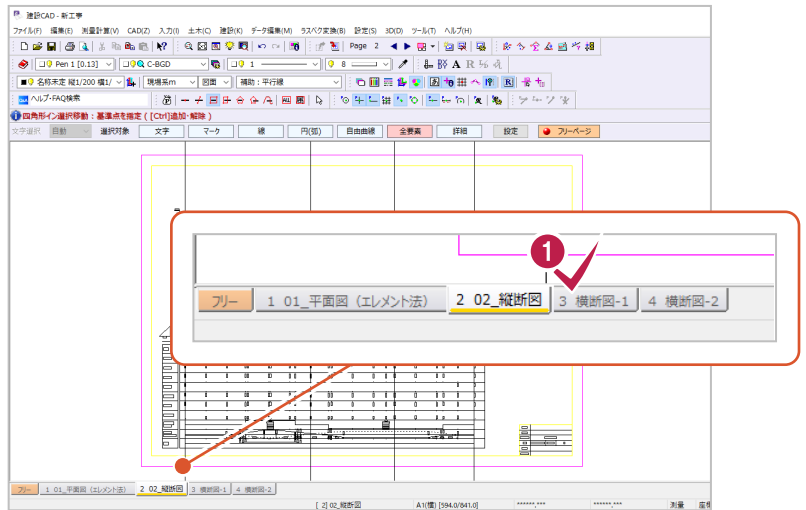 建設CAD - 新工事
ファイル(F) 編集(E) 測量計算(V) CAD(Z) 入力(I) 土木(C) 建設(K) データ編集(M) ラスベク変換(B) 設定(S) 3D(D) ツール(T) ヘルプ(H)
Page 2
Pen 1 [0.13] C-BGD 1 8 A R
名称未定 縦1/200 横1/ 現場系m 図面 補助:平行線
ヘルプ・FAQ検索
四角形イン選択移動:基準点を指定 ( [Ctrl]追加・解除 )
文字選択 自動 選択対象 文字 マーク 線 円(弧) 自由曲線 全要素 詳細 設定 フリーページ
1
フリー 1 01_平面図(エレメント法) 2 02_縦断図 3 横断図-1 4 横断図-2
フリー 1 01_平面図(エレメント法) 2 02_縦断図 3 横断図-1 4 横断図-2
[ 2] 02_縦断図 A1(横) [594.0/841.0] ******.*** ******.*** 測量